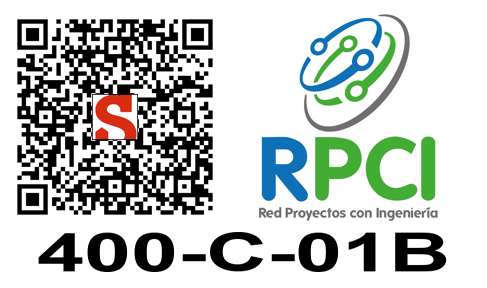 S
RPCI
Red Proyectos con Ingeniería
400-C-01B